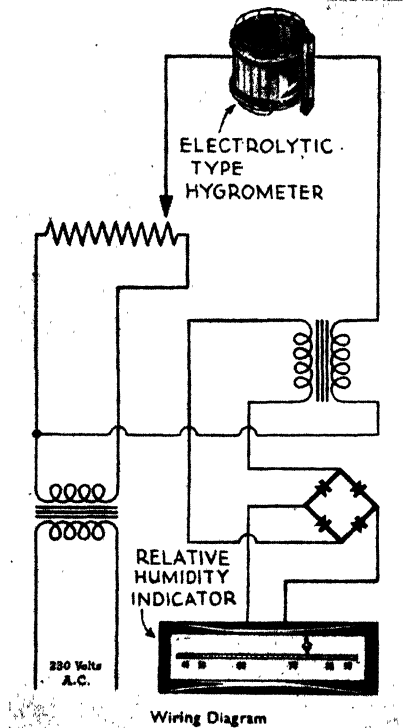 ELECTROLYTIC
TYPE
HYGROMETER
RELATIVE
HUMIDITY
INDICATOR
230 Volts
A.C.
Wiring Diagram